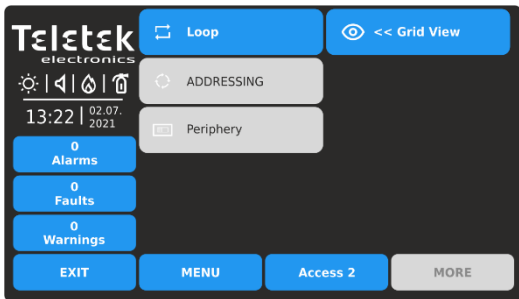 Teletek
electronics
13:22 02.07.
2021
0
Alarms
0
Faults
0
Warnings
Loop
<< Grid View
ADDRESSING
Periphery
EXIT
MENU
Access 2
MORE